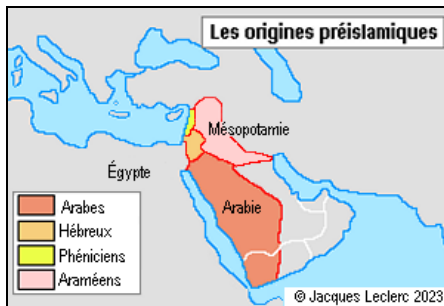 Les origines préislamiques
Mésopotamie
Égypte
Arabie
Arabes
Hébreux
Phéniciens
Araméens
© Jacques Leclerc 2023